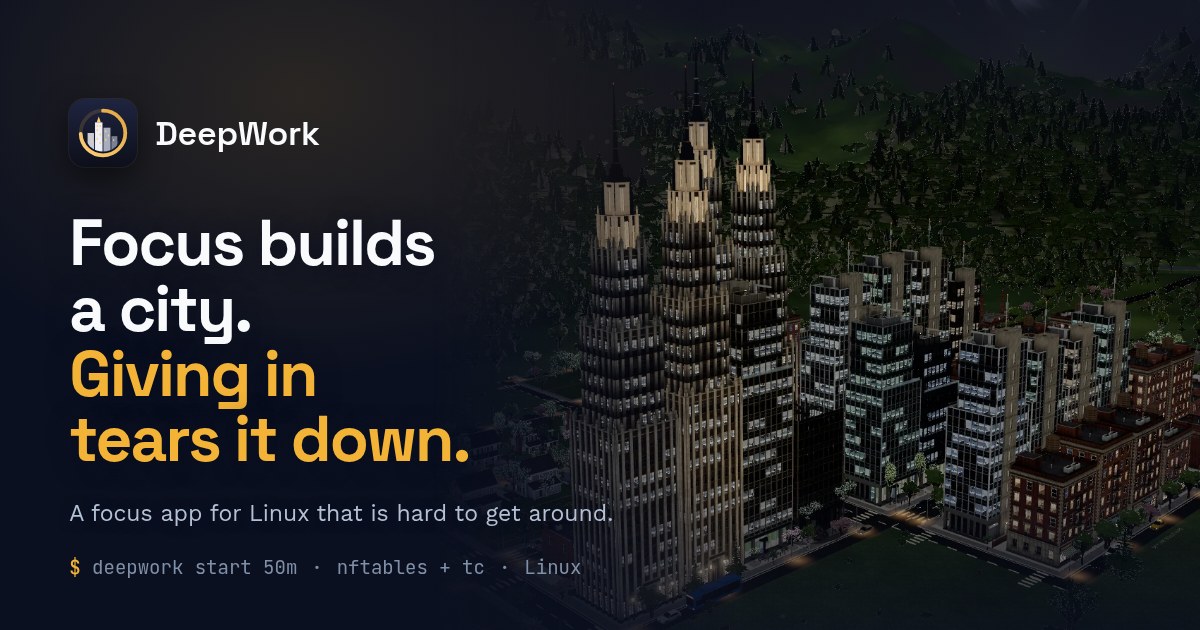 DeepWork
Focus builds
a city.
Giving in
tears it down.
A focus app for Linux that is hard to get around.
$ deepwork start 50m · nftables + tc · Linux